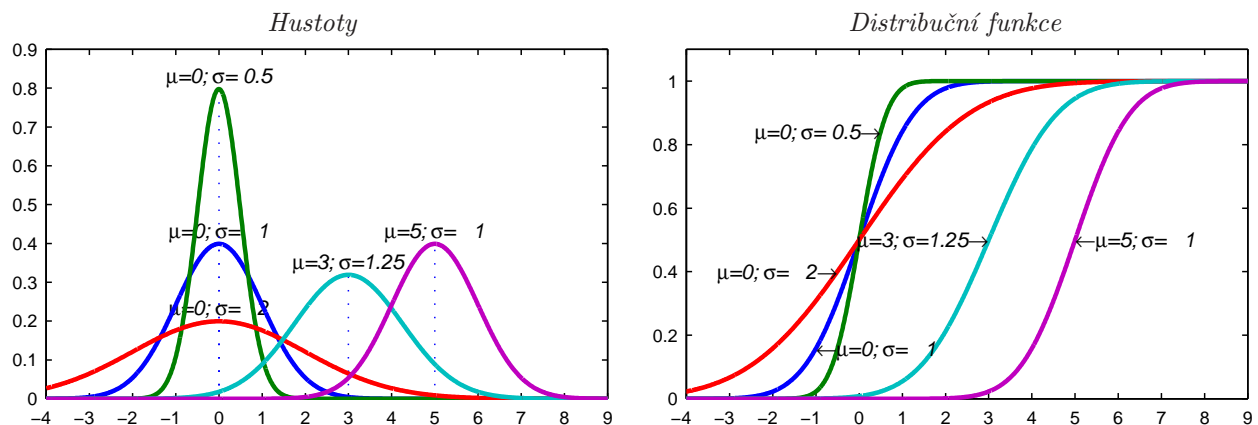 Hustoty
0.9
0.8
0.7
0.6
0.5
0.4
0.3
0.2
0.1
0
−4 −3 −2 −1 0 1 2 3 4 5 6 7 8 9
μ=0; σ= 0.5
μ=0; σ= 1
μ=5; σ= 1
μ=3; σ=1.25
μ=0; σ= 2
Distribuční funkce
1
0.8
0.6
0.4
0.2
0
−4 −3 −2 −1 0 1 2 3 4 5 6 7 8 9
μ=0; σ= 0.5→
μ=3; σ=1.25→
←μ=5; σ= 1
μ=0; σ= 2→
←μ=0; σ= 1